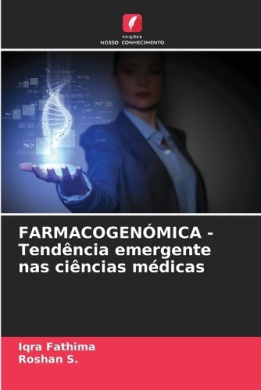 edições
NOSSO CONHECIMENTO
FARMACOGENÓMICA -
Tendência emergente
nas ciências médicas
Iqra Fathima
Roshan S.